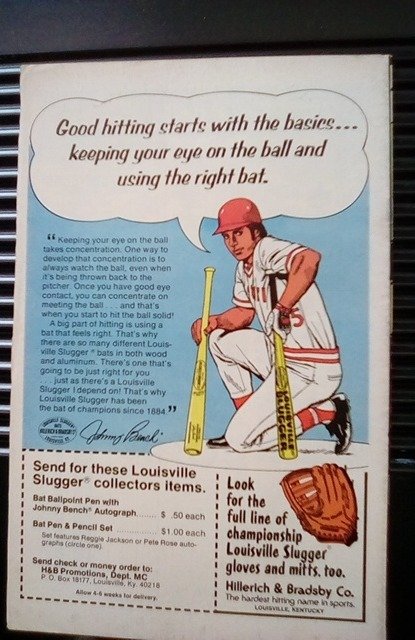 Good hitting starts with the basics...
keeping your eye on the ball and
using the right bat.
“Keeping your eye on the ball
takes concentration. One way to
develop that concentration is to
always watch the ball, even when
it's being thrown back to the
pitcher. Once you have good eye
contact, you can concentrate on
meeting the ball . . . and that's
when you start to hit the ball solid!
A big part of hitting is using a
bat that feels right. That's why
there are so many different Louis-
ville Slugger® bats in both wood
and aluminum. There's one that's
going to be just right for you
. . . just as there's a Louisville
Slugger I depend on! That's why
Louisville Slugger has been
the bat of champions since 1884.”
Johnny Bench
5
Send for these Louisville
Slugger® collectors items.
Bat Ballpoint Pen with
Johnny Bench® Autograph........ $ .50 each
Bat Pen & Pencil Set ............... $1.00 each
Set features Reggie Jackson or Pete Rose auto-
graphs (circle one).
Send check or money order to:
H&B Promotions, Dept. MC
P. O. Box 18177, Louisville, Ky. 40218
Allow 4-6 weeks for delivery.
Look
for the
full line of
championship
Louisville Slugger®
gloves and mitts, too.
Hillerich & Bradsby Co.
The hardest hitting name in sports.
LOUISVILLE, KENTUCKY